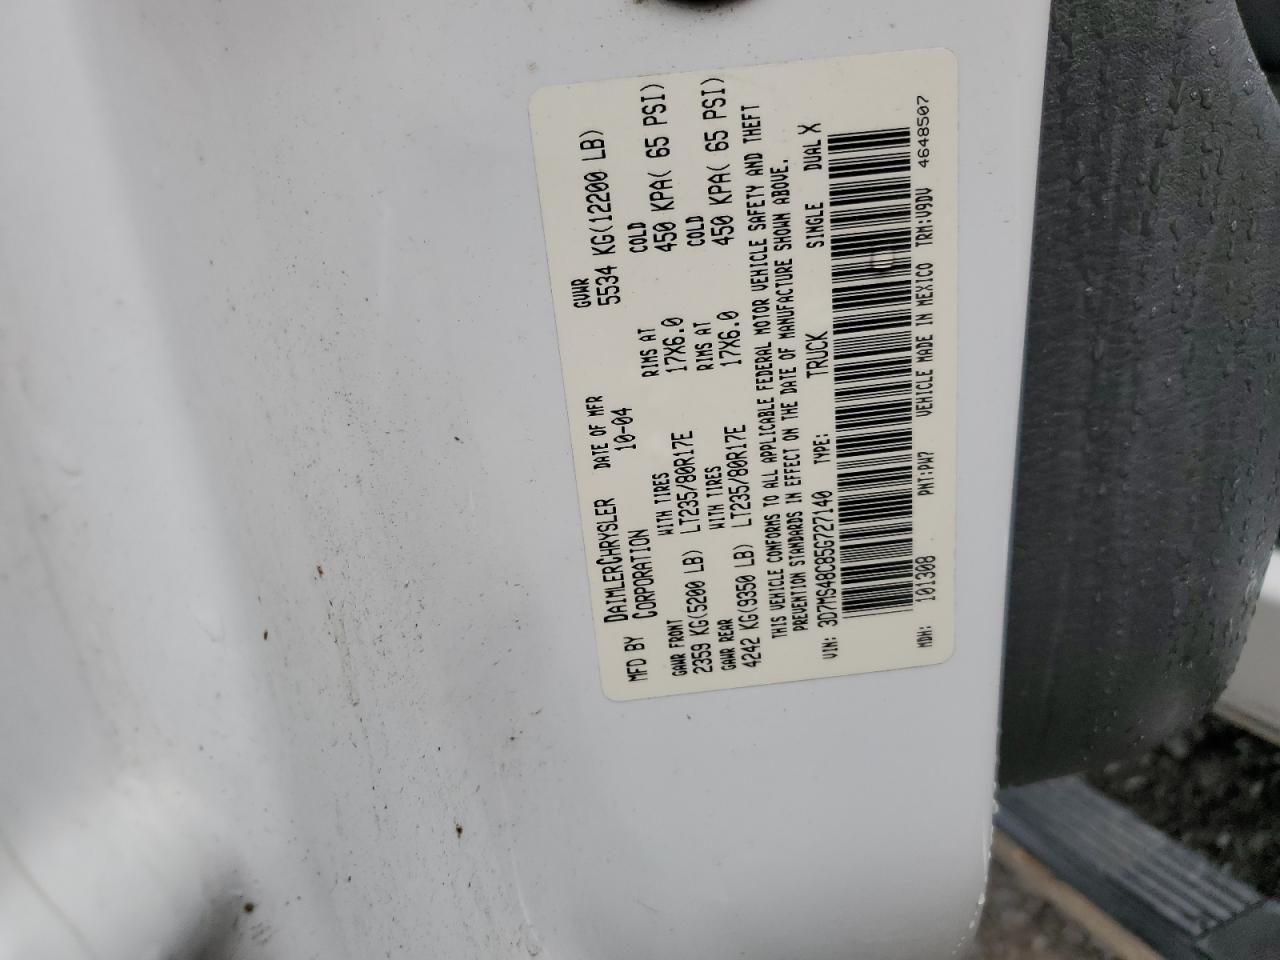 MFD BY DAIMLERCHRYSLER CORPORATION DATE OF MFR 10-04 GVWR 5534 KG(12200 LB)
GAWR FRONT WITH TIRES RIMS AT COLD
2359 KG(5200 LB) LT235/80R17E 17X6.0 450 KPA( 65 PSI)
GAWR REAR WITH TIRES RIMS AT COLD
4242 KG(9350 LB) LT235/80R17E 17X6.0 450 KPA( 65 PSI)
THIS VEHICLE CONFORMS TO ALL APPLICABLE FEDERAL MOTOR VEHICLE SAFETY AND THEFT
PREVENTION STANDARDS IN EFFECT ON THE DATE OF MANUFACTURE SHOWN ABOVE.
VIN: 3D7MS48C85G727140 TYPE: TRUCK SINGLE DUAL X
MDH: 101308 PNT:PW7 VEHICLE MADE IN MEXICO TRM:V9DV 4648507